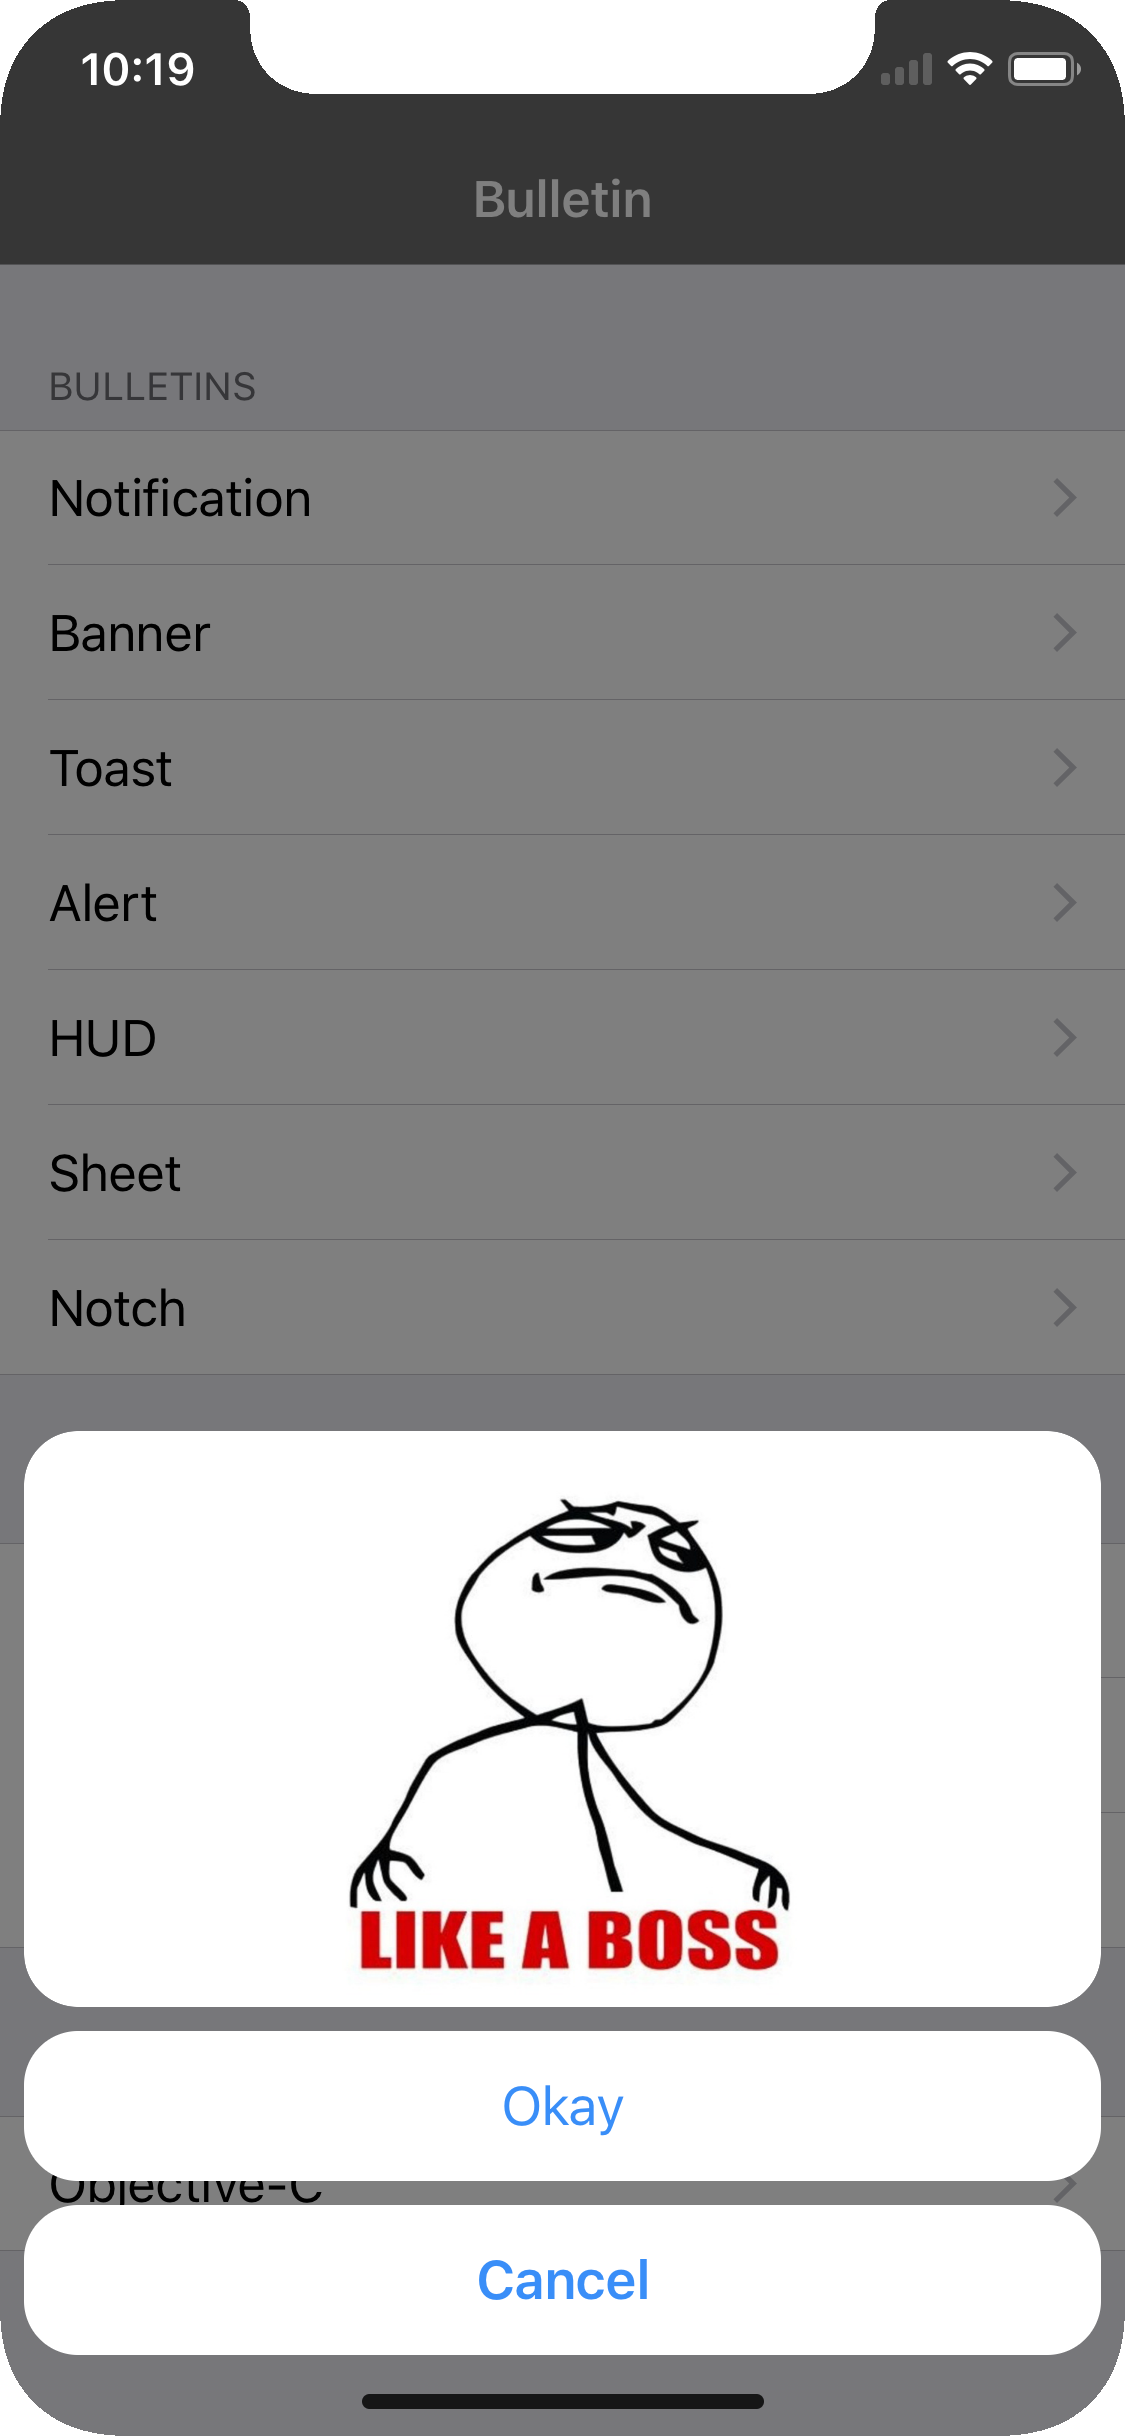 10:19
Bulletin
BULLETINS
Notification
Banner
Toast
Alert
HUD
Sheet
Notch
LIKE A BOSS
Okay
Objective-C
Cancel